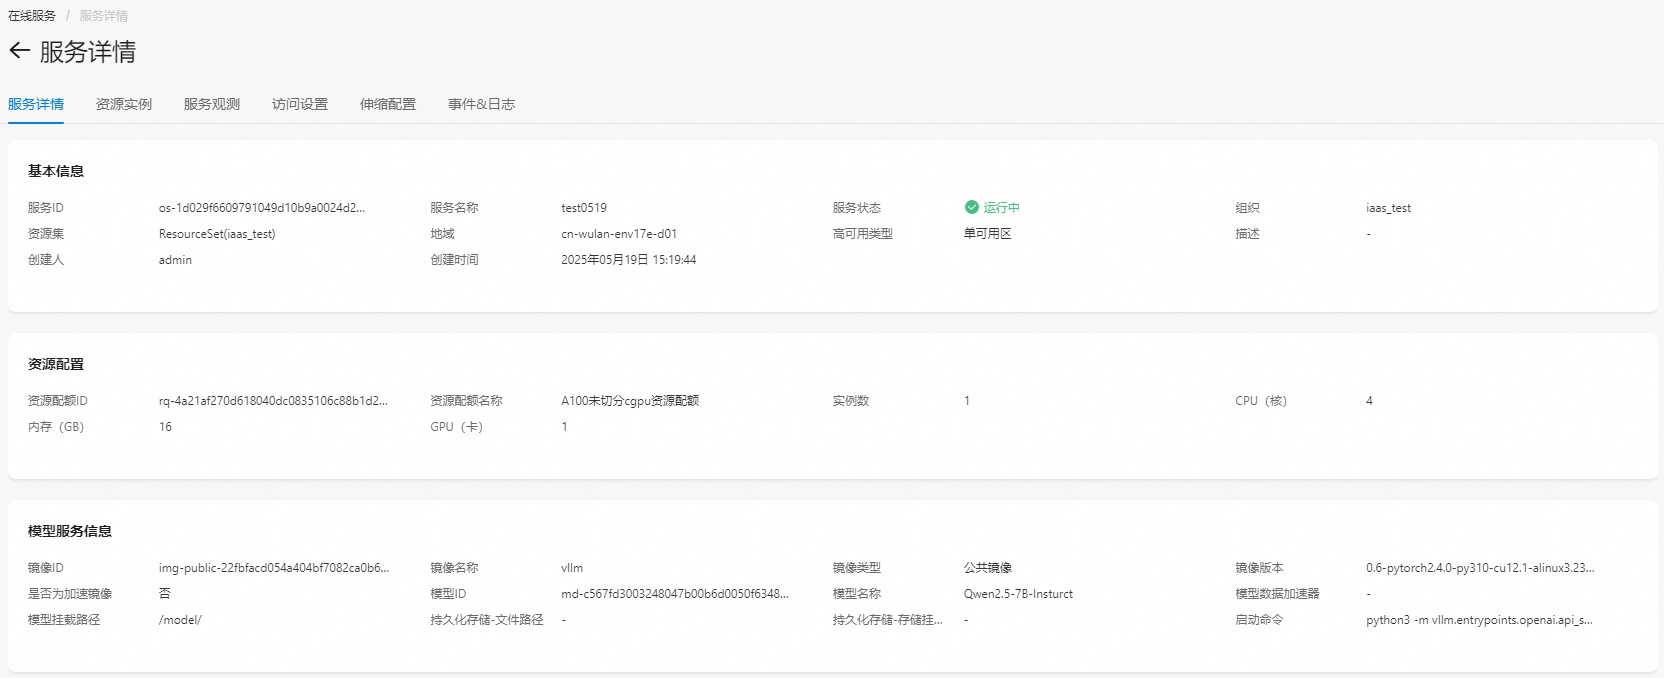 在线服务 / 服务详情
← 服务详情
服务详情 资源实例 服务观测 访问设置 伸缩配置 事件&日志
基本信息
服务ID os-1d029f6609791049d10b9a0024d2... 服务名称 test0519 服务状态 运行中 组织 iaas_test
资源集 ResourceSet(iaas_test) 地域 cn-wulan-env17e-d01 高可用类型 单可用区 描述 -
创建人 admin 创建时间 2025年05月19日 15:19:44
资源配置
资源配额ID rq-4a21af270d618040dc0835106c88b1d2... 资源配额名称 A100未切分cgpu资源配额 实例数 1 CPU（核） 4
内存（GB） 16 GPU（卡） 1
模型服务信息
镜像ID img-public-22fbfacd054a404bf7082ca0b6... 镜像名称 vllm 镜像类型 公共镜像 镜像版本 0.6-pytorch2.4.0-py310-cu12.1-alinux3.23...
是否为加速镜像 否 模型ID md-c567fd3003248047b00b6d0050f6348... 模型名称 Qwen2.5-7B-Insturct 模型数据加速器 -
模型挂载路径 /model/ 持久化存储-文件路径 - 持久化存储-存储挂... - 启动命令 python3 -m vllm.entrypoints.openai.api_s...